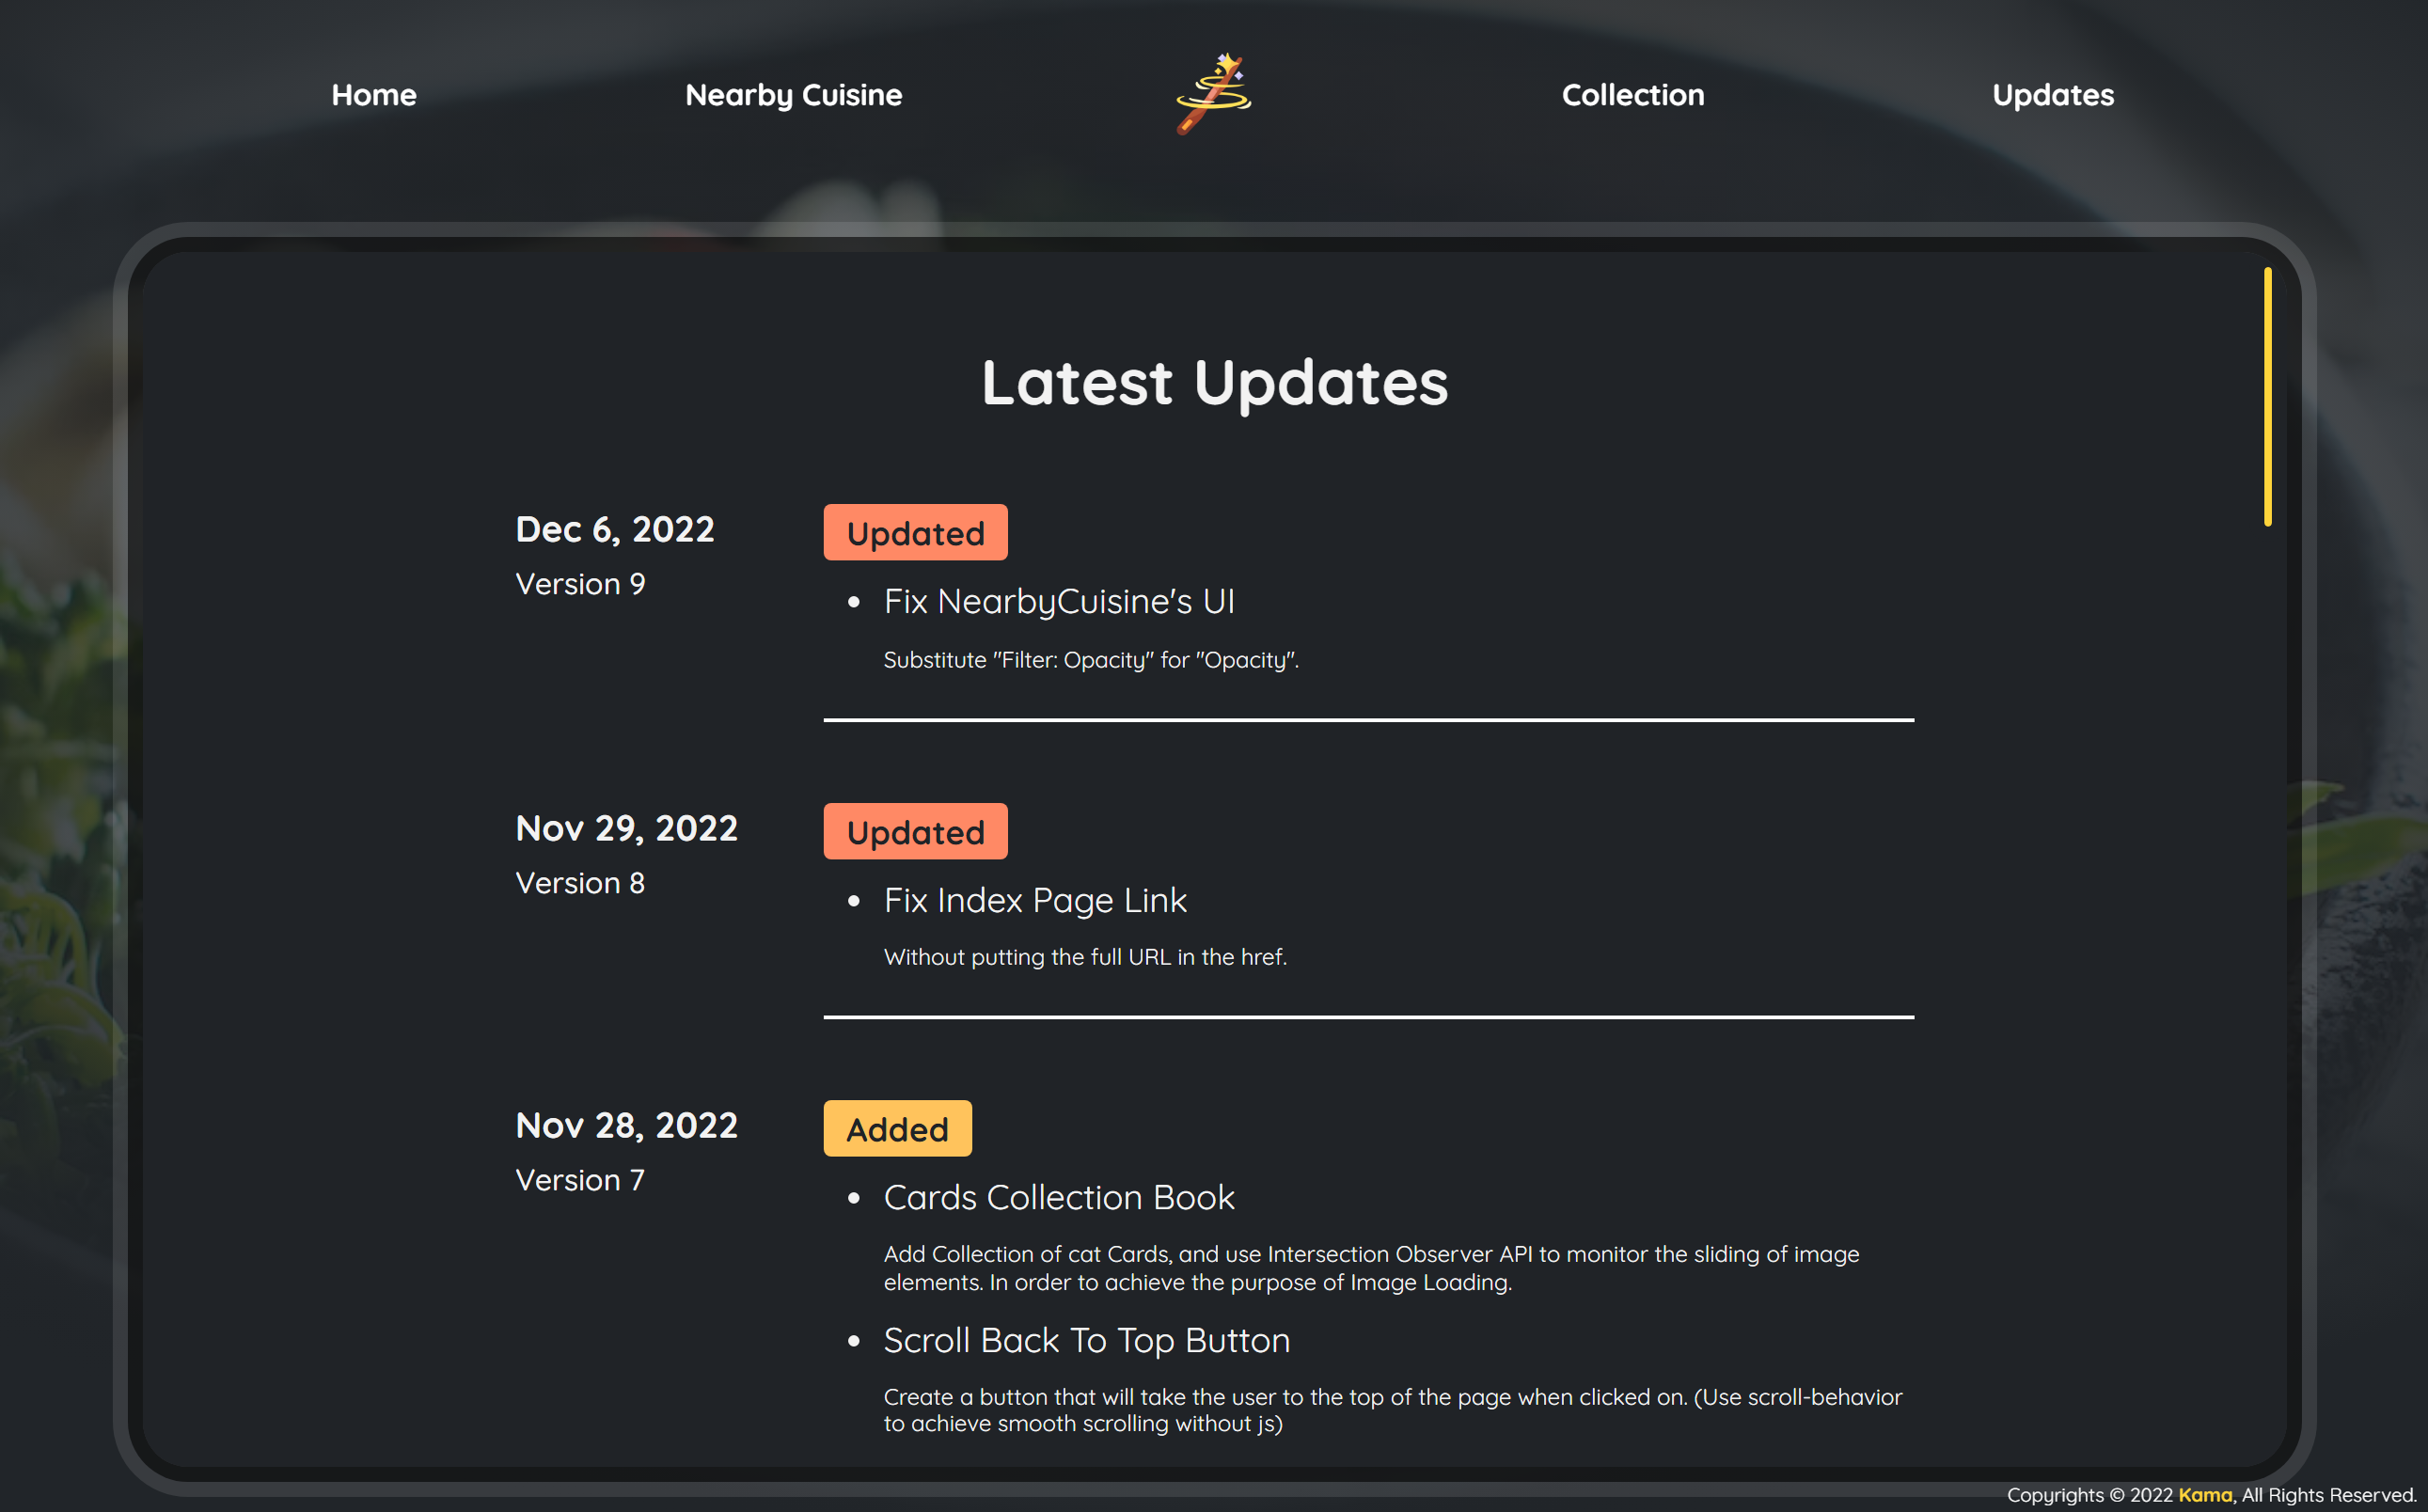 Home
Nearby Cuisine
Collection
Updates
Latest Updates
Dec 6, 2022
Version 9
Updated
Fix NearbyCuisine's UI
Substitute "Filter: Opacity" for "Opacity".
Nov 29, 2022
Version 8
Updated
Fix Index Page Link
Without putting the full URL in the href.
Nov 28, 2022
Version 7
Added
Cards Collection Book
Add Collection of cat Cards, and use Intersection Observer API to monitor the sliding of image
elements. In order to achieve the purpose of Image Loading.
Scroll Back To Top Button
Create a button that will take the user to the top of the page when clicked on. (Use scroll-behavior
to achieve smooth scrolling without js)
Copyrights © 2022 Kama, All Rights Reserved.